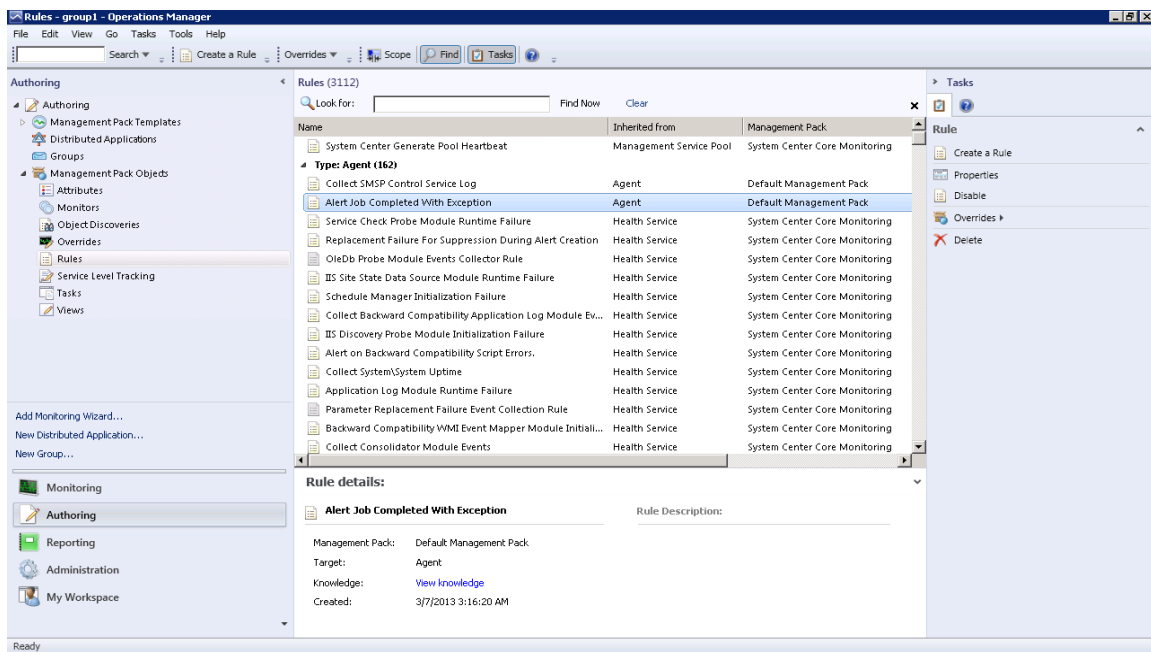 Rules - group1 - Operations Manager
File Edit View Go Tasks Tools Help
Search Create a Rule Overrides Scope Find Tasks
Authoring
Authoring
Management Pack Templates
Distributed Applications
Groups
Management Pack Objects
Attributes
Monitors
Object Discoveries
Overrides
Rules
Service Level Tracking
Tasks
Views
Add Monitoring Wizard...
New Distributed Application...
New Group...
Monitoring
Authoring
Reporting
Administration
My Workspace
Rules (3112)
Look for: Find Now Clear
Name Inherited from Management Pack
System Center Generate Pool Heartbeat Management Service Pool System Center Core Monitoring
Type: Agent (162)
Collect SMSP Control Service Log Agent Default Management Pack
Alert Job Completed With Exception Agent Default Management Pack
Service Check Probe Module Runtime Failure Health Service System Center Core Monitoring
Replacement Failure For Suppression During Alert Creation Health Service System Center Core Monitoring
OleDb Probe Module Events Collector Rule Health Service System Center Core Monitoring
IIS Site State Data Source Module Runtime Failure Health Service System Center Core Monitoring
Schedule Manager Initialization Failure Health Service System Center Core Monitoring
Collect Backward Compatibility Application Log Module Ev... Health Service System Center Core Monitoring
IIS Discovery Probe Module Initialization Failure Health Service System Center Core Monitoring
Alert on Backward Compatibility Script Errors. Health Service System Center Core Monitoring
Collect System\System Uptime Health Service System Center Core Monitoring
Application Log Module Runtime Failure Health Service System Center Core Monitoring
Parameter Replacement Failure Event Collection Rule Health Service System Center Core Monitoring
Backward Compatibility WMI Event Mapper Module Initiali... Health Service System Center Core Monitoring
Collect Consolidator Module Events Health Service System Center Core Monitoring
Rule details:
Alert Job Completed With Exception Rule Description:
Management Pack: Default Management Pack
Target: Agent
Knowledge: View knowledge
Created: 3/7/2013 3:16:20 AM
Tasks
Rule
Create a Rule
Properties
Disable
Overrides
Delete
Ready